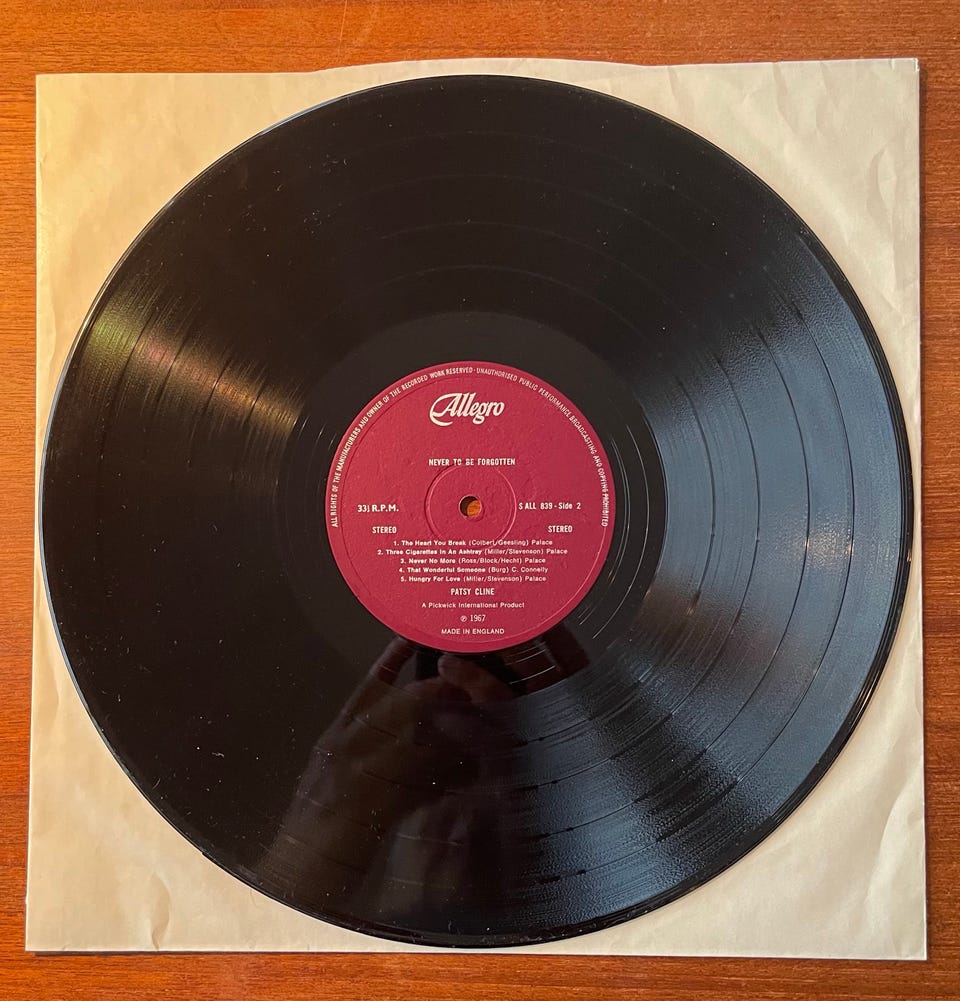 ALL RIGHTS OF THE MANUFACTURERS AND OWNER OF THE RECORDED WORK RESERVED · UNAUTHORISED PUBLIC PERFORMANCE BROADCASTING AND COPYING PROHIBITED
Allegro
NEVER TO BE FORGOTTEN
33⅓ R.P.M. S ALL 839 - Side 2
STEREO STEREO
1. The Heart You Break (Colbert/Geesling) Palace
2. Three Cigarettes In An Ashtray (Miller/Stevenson) Palace
3. Never No More (Ross/Block/Hecht) Palace
4. That Wonderful Someone (Burg) C. Connelly
5. Hungry For Love (Miller/Stevenson) Palace
PATSY CLINE
A Pickwick International Product
℗ 1967
MADE IN ENGLAND